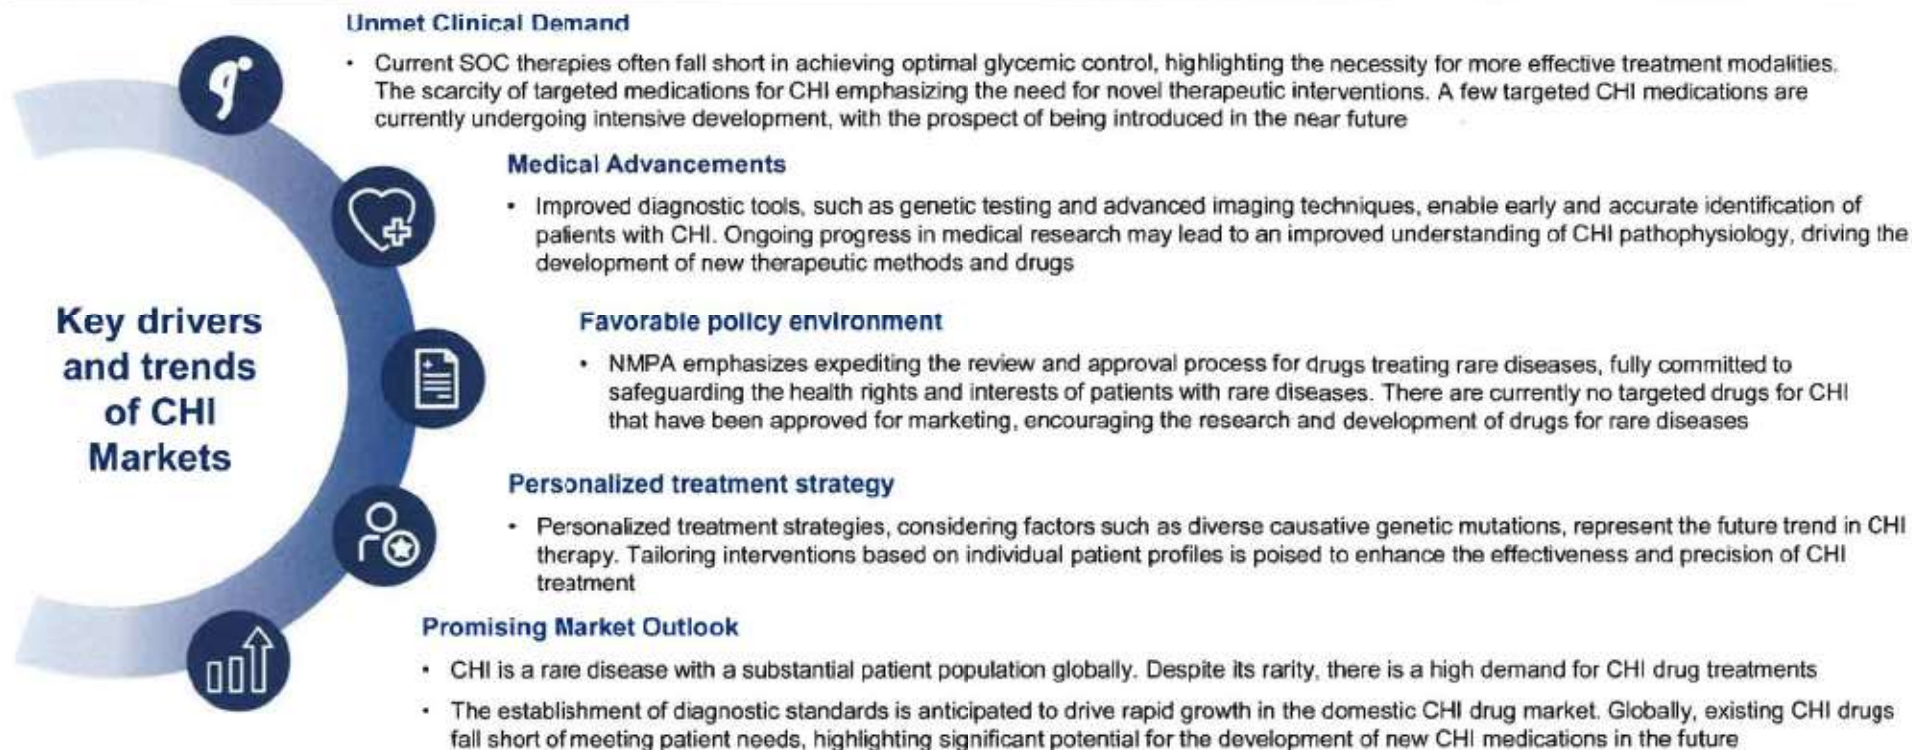 Unmet Clinical Demand
• Current SOC therapies often fall short in achieving optimal glycemic control, highlighting the necessity for more effective treatment modalities.
The scarcity of targeted medications for CHI emphasizing the need for novel therapeutic interventions. A few targeted CHI medications are
currently undergoing intensive development, with the prospect of being introduced in the near future
Medical Advancements
• Improved diagnostic tools, such as genetic testing and advanced imaging techniques, enable early and accurate identification of
patients with CHI. Ongoing progress in medical research may lead to an improved understanding of CHI pathophysiology, driving the
development of new therapeutic methods and drugs
Key drivers
and trends
of CHI
Markets
Favorable policy environment
• NMPA emphasizes expediting the review and approval process for drugs treating rare diseases, fully committed to
safeguarding the health rights and interests of patients with rare diseases. There are currently no targeted drugs for CHI
that have been approved for marketing, encouraging the research and development of drugs for rare diseases
Personalized treatment strategy
• Personalized treatment strategies, considering factors such as diverse causative genetic mutations, represent the future trend in CHI
therapy. Tailoring interventions based on individual patient profiles is poised to enhance the effectiveness and precision of CHI
treatment
Promising Market Outlook
• CHI is a rare disease with a substantial patient population globally. Despite its rarity, there is a high demand for CHI drug treatments
• The establishment of diagnostic standards is anticipated to drive rapid growth in the domestic CHI drug market. Globally, existing CHI drugs
fall short of meeting patient needs, highlighting significant potential for the development of new CHI medications in the future